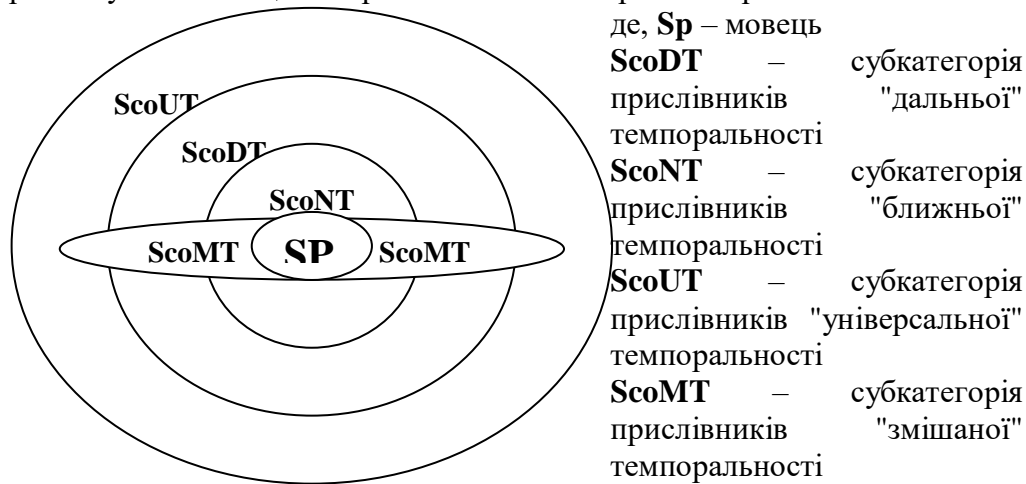 ScoUT
ScoDT
ScoNT
ScoMT
SP
ScoMT
де, Sp – мовець
ScoDT – субкатегорія
прислівників "дальньої"
темпоральності
ScoNT – субкатегорія
прислівників "ближньої"
темпоральності
ScoUT – субкатегорія
прислівників "універсальної"
темпоральності
ScoMT – субкатегорія
прислівників "змішаної"
темпоральності